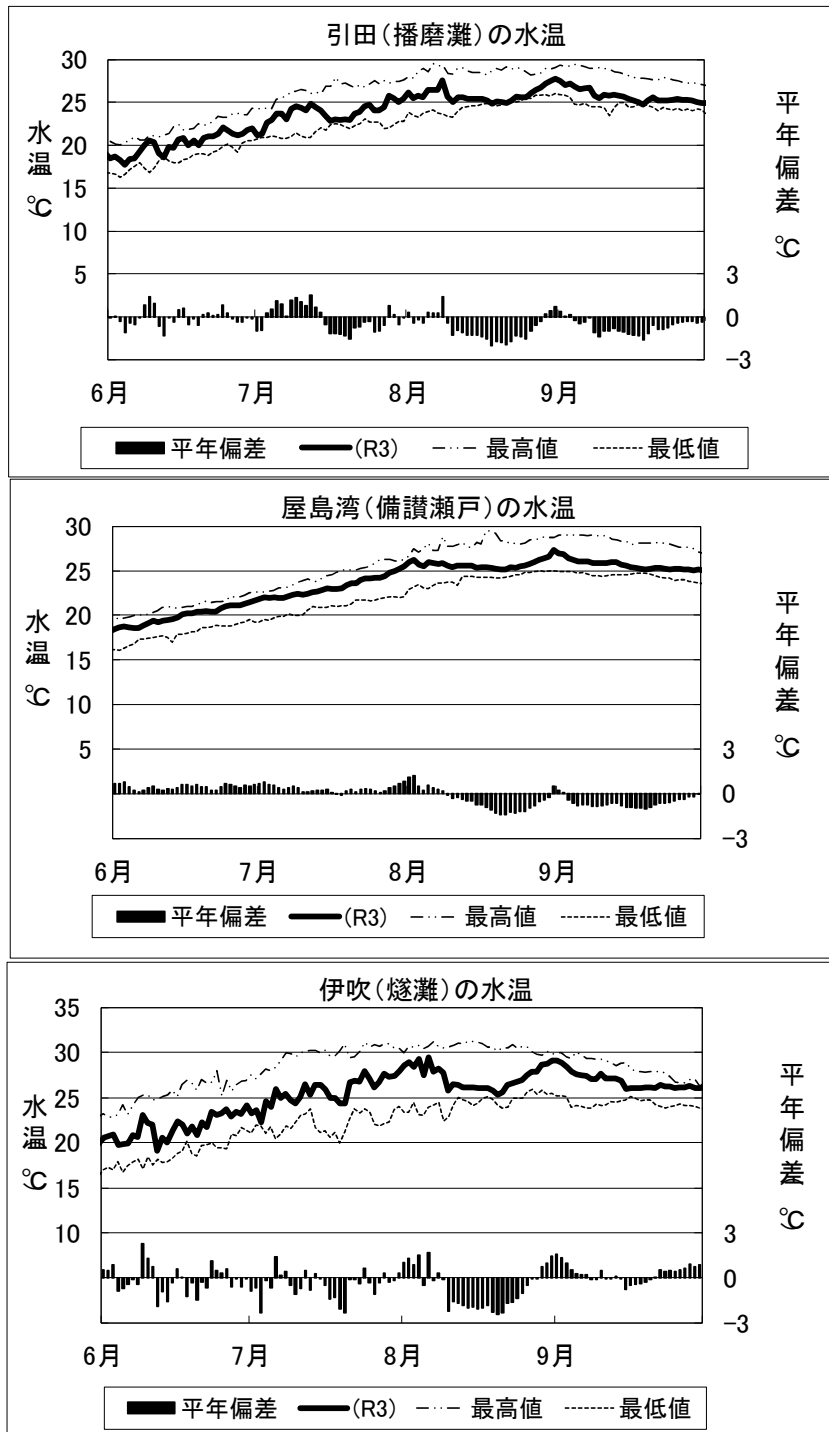 引田(播磨灘)の水温
30
25
20
15
10
5
水温 ℃
平年偏差 ℃
3
0
−3
6月 7月 8月 9月
平年偏差 (R3) 最高値 最低値
屋島湾(備讃瀬戸)の水温
30
25
20
15
10
5
水温 ℃
平年偏差 ℃
3
0
−3
6月 7月 8月 9月
平年偏差 (R3) 最高値 最低値
伊吹(燧灘)の水温
35
30
25
20
15
10
水温 ℃
平年偏差 ℃
3
0
−3
6月 7月 8月 9月
平年偏差 (R3) 最高値 最低値